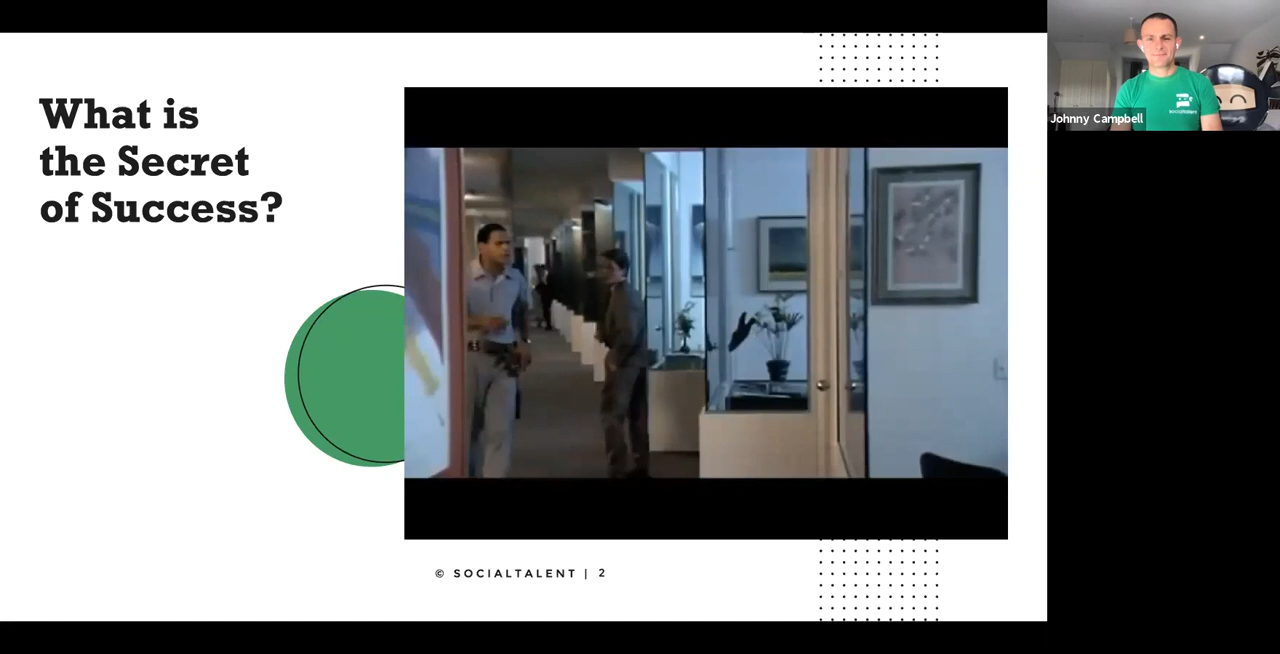 What is
the Secret
of Success?
© SOCIALTALENT | 2
Johnny Campbell